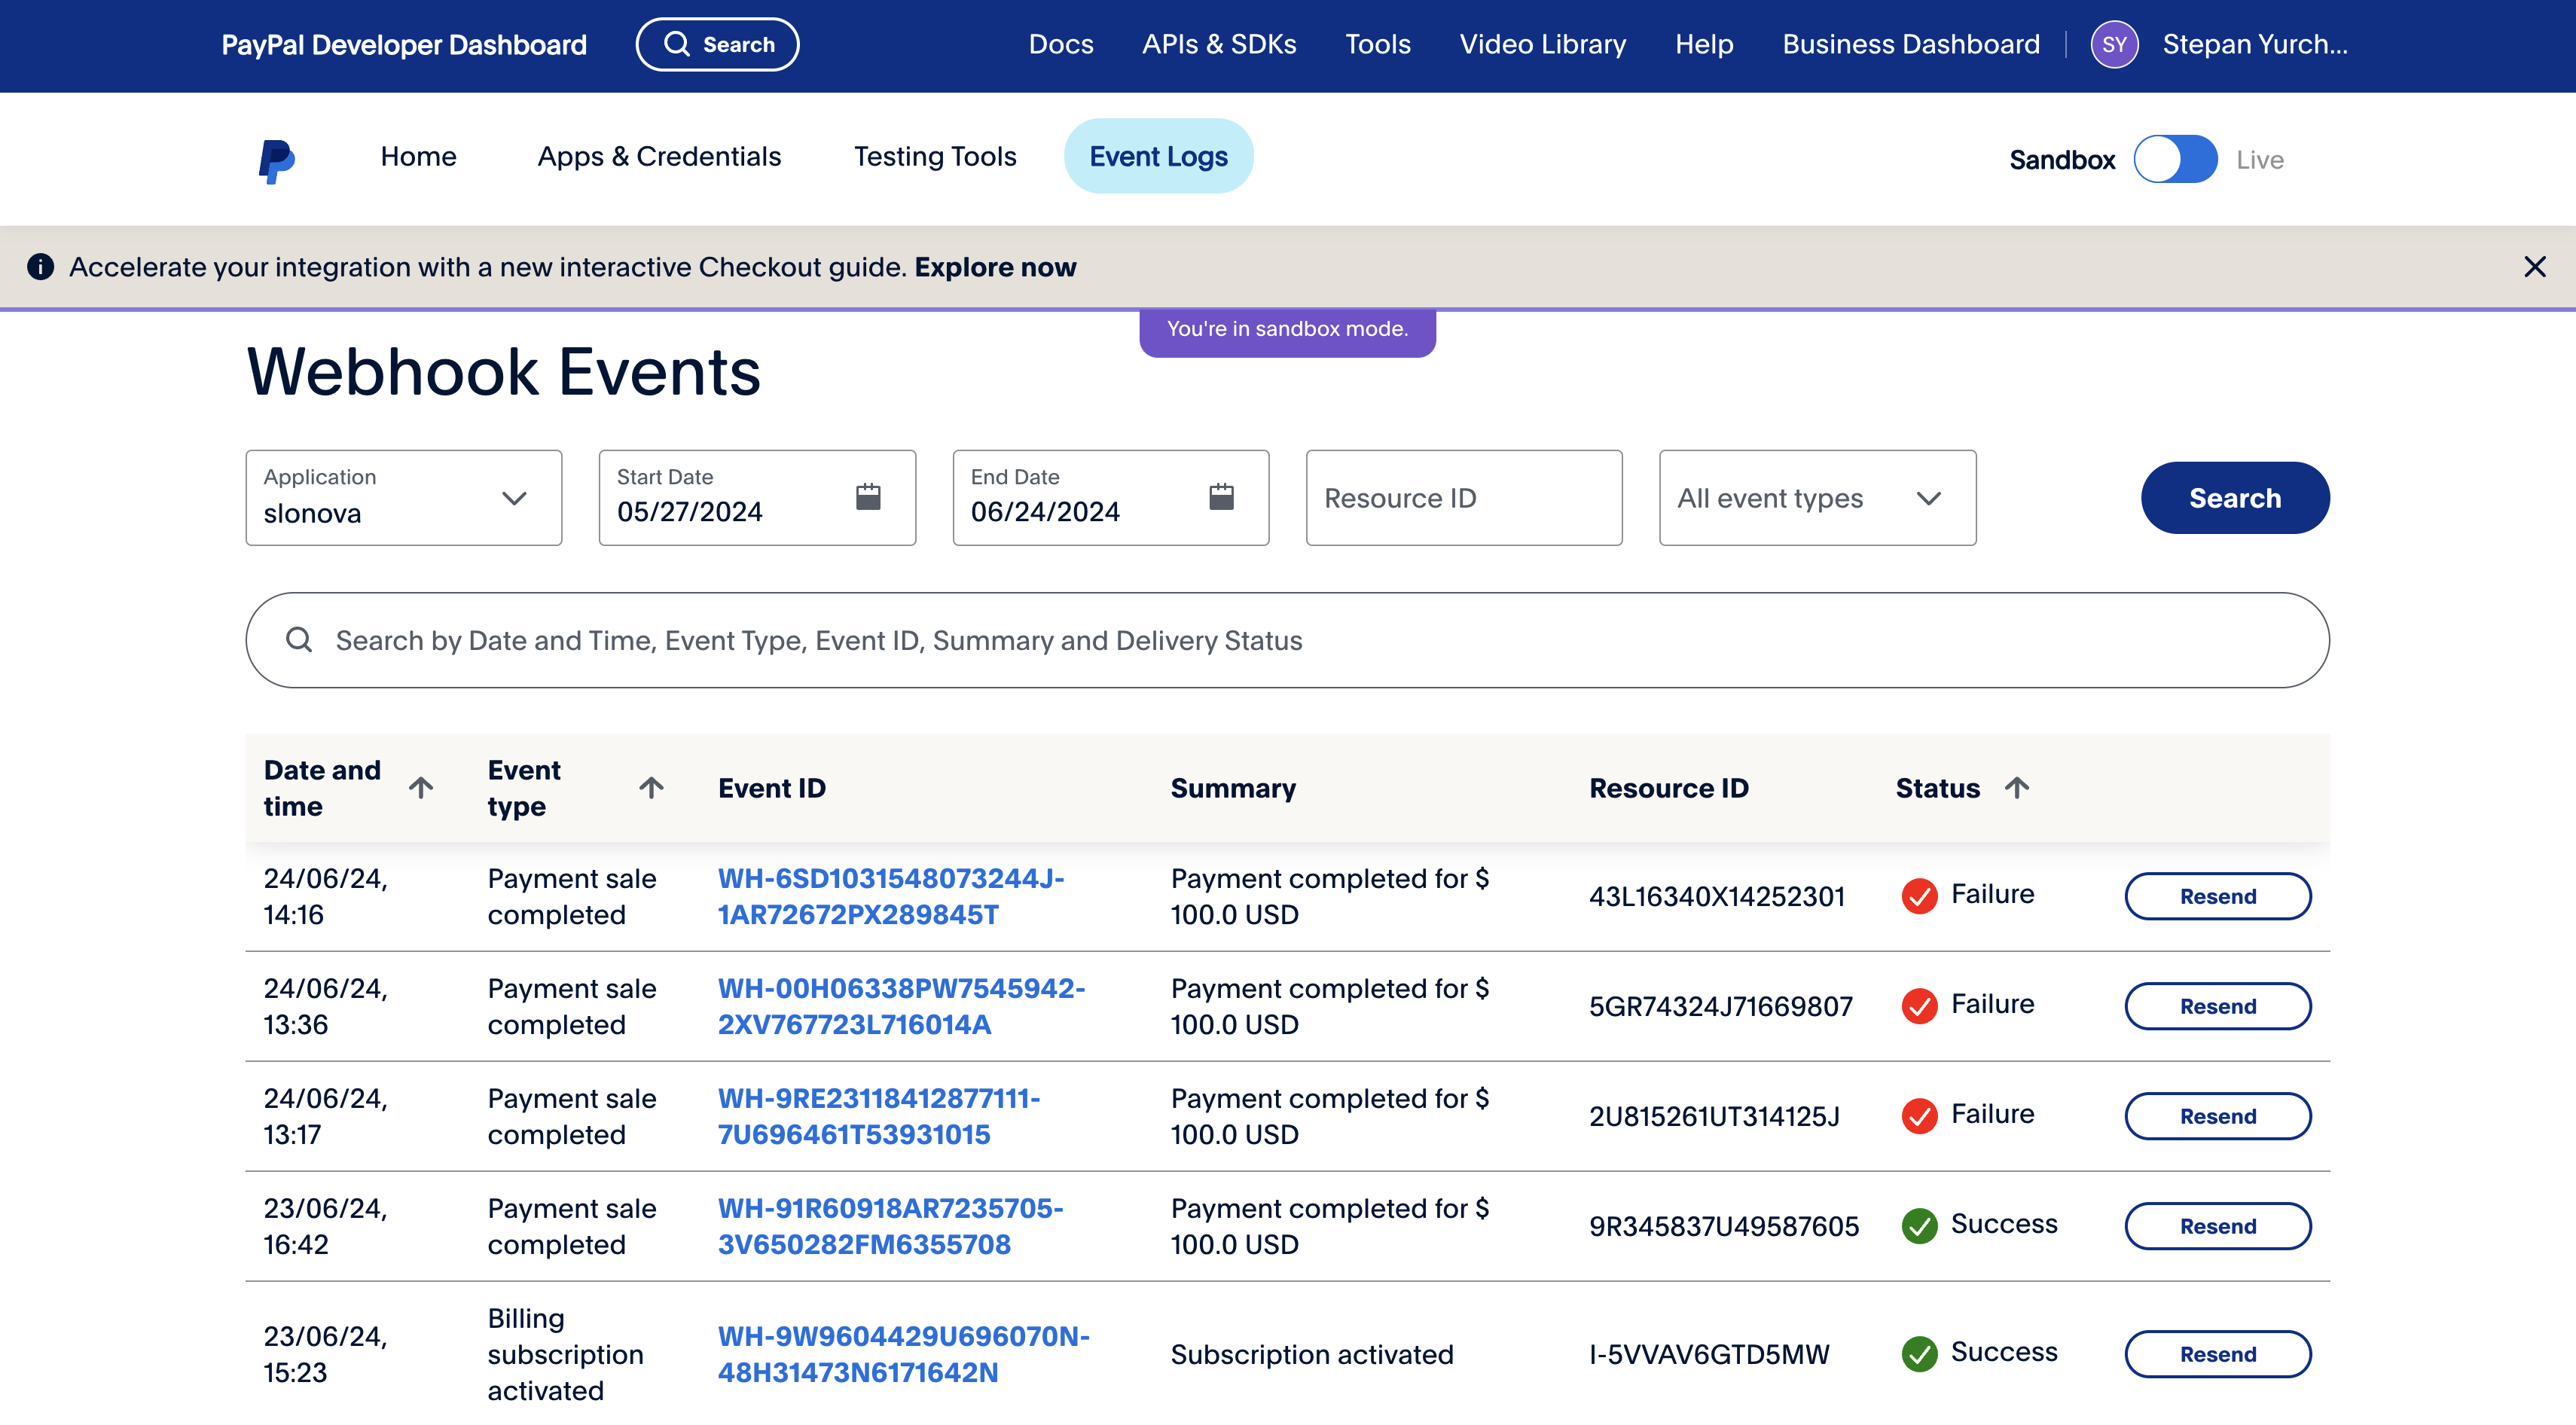 PayPal Developer Dashboard
Search
Docs
APIs & SDKs
Tools
Video Library
Help
Business Dashboard
SY
Stepan Yurch...
Home
Apps & Credentials
Testing Tools
Event Logs
Sandbox
Live
Accelerate your integration with a new interactive Checkout guide. Explore now
You're in sandbox mode.
Webhook Events
Application
slonova
Start Date
05/27/2024
End Date
06/24/2024
Resource ID
All event types
Search
Search by Date and Time, Event Type, Event ID, Summary and Delivery Status
Date and
time
Event
type
Event ID
Summary
Resource ID
Status
24/06/24,
14:16
Payment sale
completed
WH-6SD1031548073244J-
1AR72672PX289845T
Payment completed for $
100.0 USD
43L16340X14252301
Failure
Resend
24/06/24,
13:36
Payment sale
completed
WH-00H06338PW7545942-
2XV767723L716014A
Payment completed for $
100.0 USD
5GR74324J71669807
Failure
Resend
24/06/24,
13:17
Payment sale
completed
WH-9RE23118412877111-
7U696461T53931015
Payment completed for $
100.0 USD
2U815261UT314125J
Failure
Resend
23/06/24,
16:42
Payment sale
completed
WH-91R60918AR7235705-
3V650282FM6355708
Payment completed for $
100.0 USD
9R345837U49587605
Success
Resend
23/06/24,
15:23
Billing
subscription
activated
WH-9W9604429U696070N-
48H31473N6171642N
Subscription activated
I-5VVAV6GTD5MW
Success
Resend